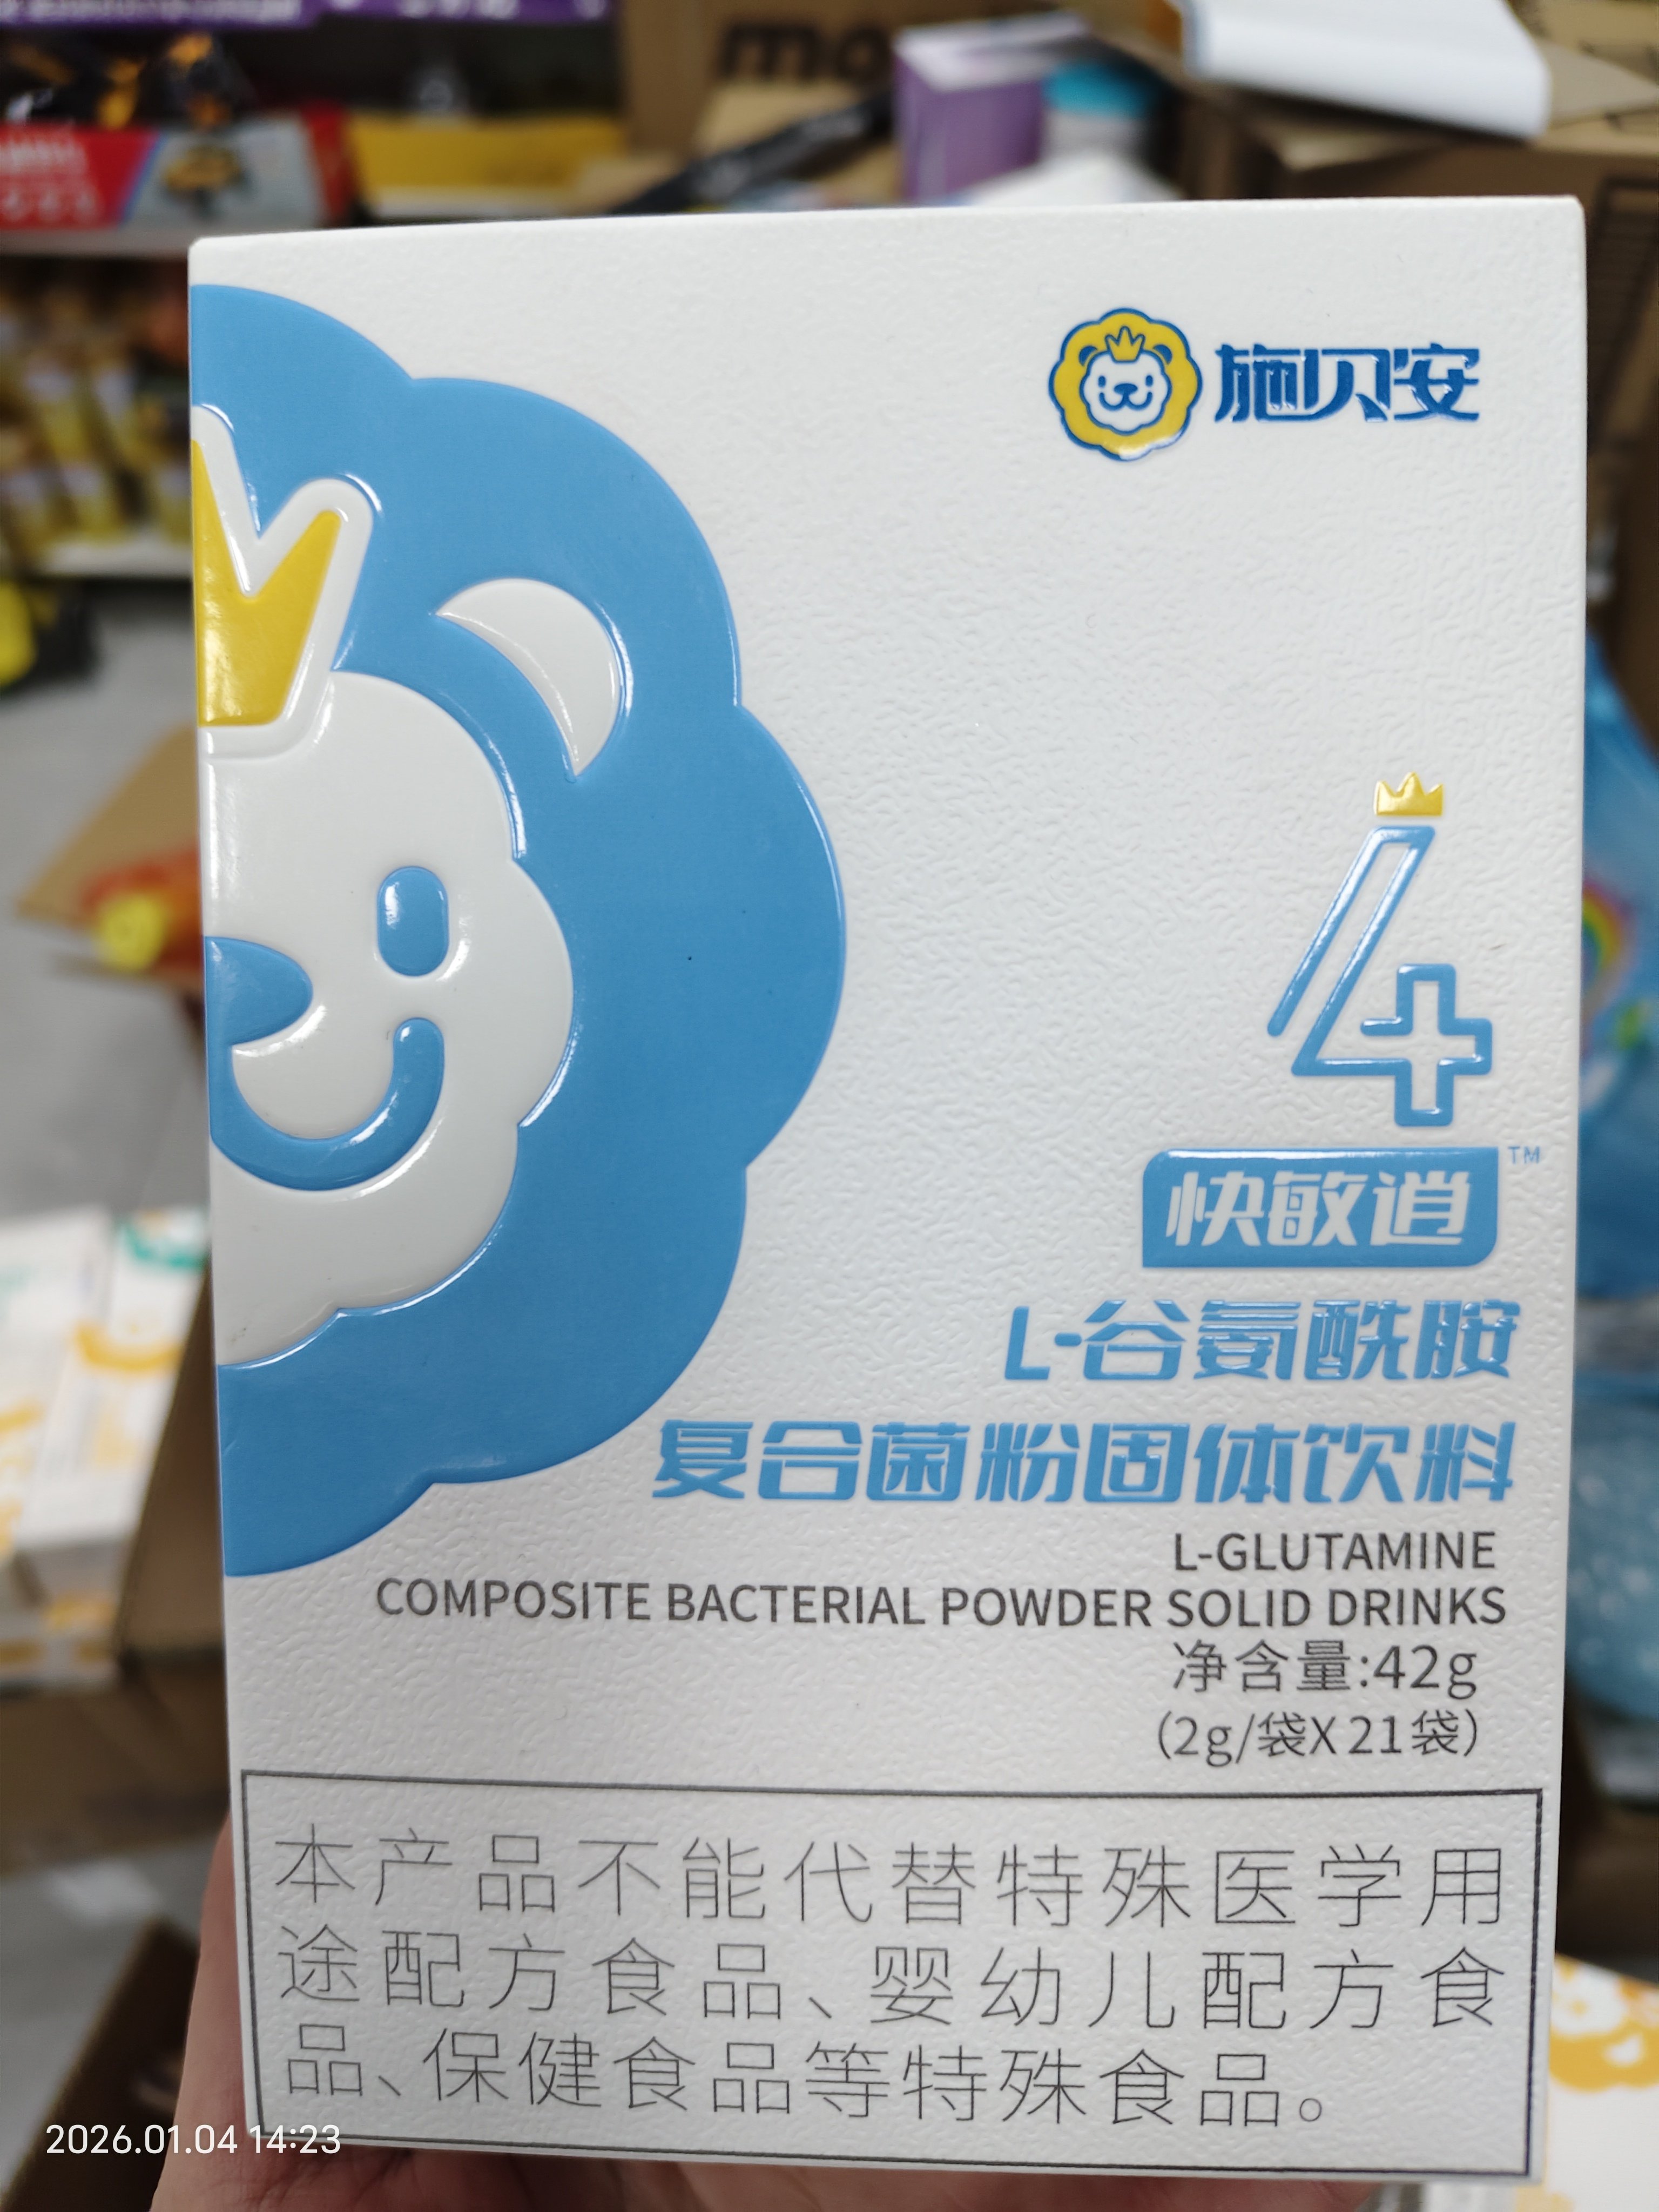 mo
施贝安
4
快敏逍
TM
L-谷氨酰胺
复合菌粉固体饮料
L-GLUTAMINE
COMPOSITE BACTERIAL POWDER SOLID DRINKS
净含量:42g
(2g/袋X21袋)
本产品不能代替特殊医学用
途配方食品、婴幼儿配方食
品、保健食品等特殊食品。
2026.01.04 14:23